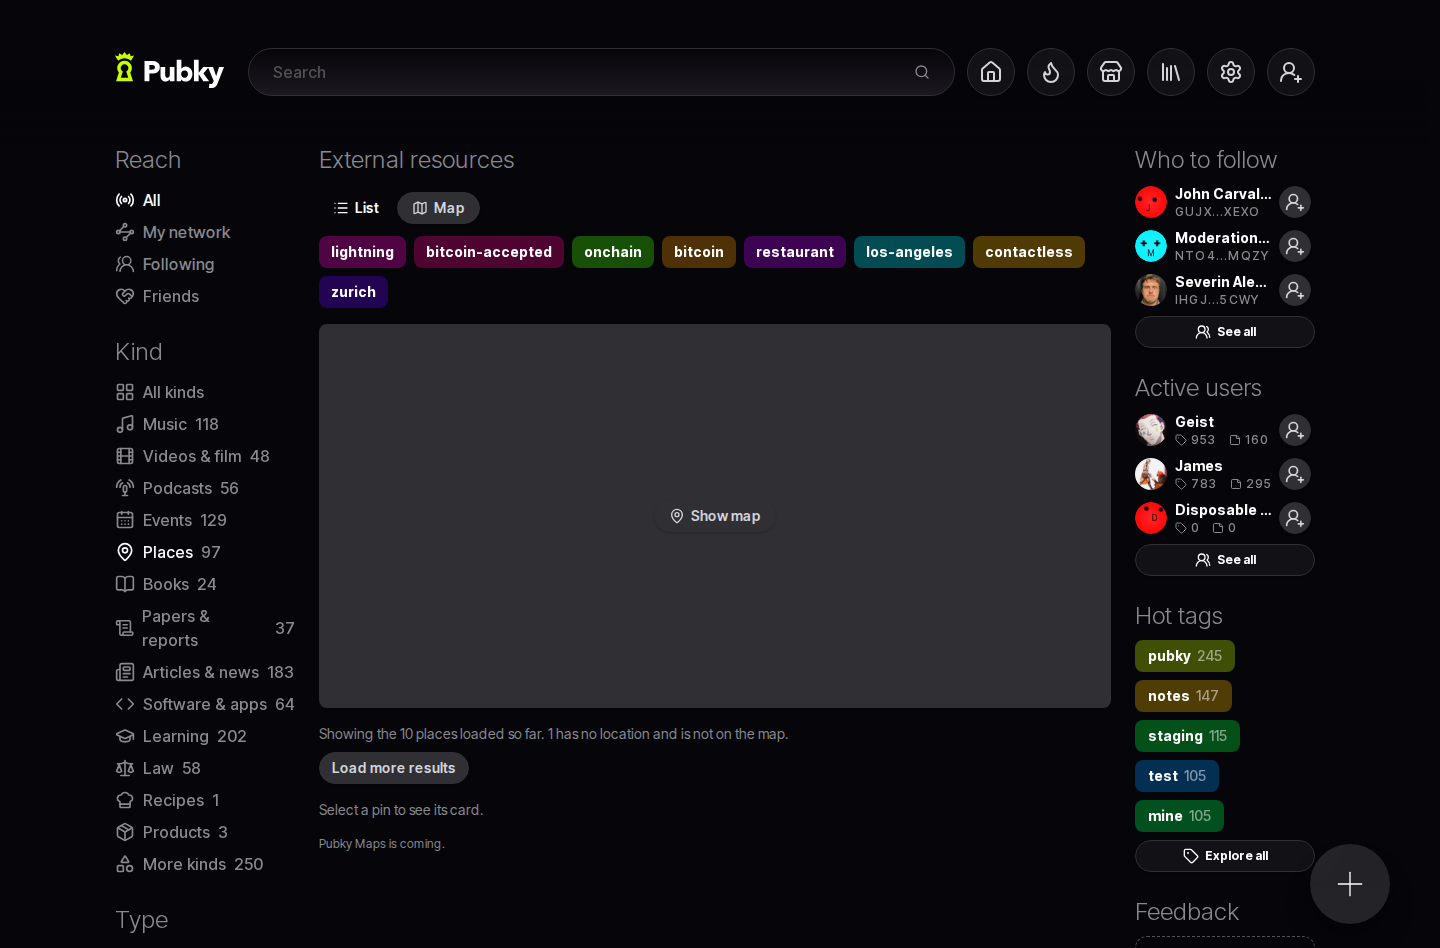 Pubky
Search
Reach
All
My network
Following
Friends
Kind
All kinds
Music 118
Videos & film 48
Podcasts 56
Events 129
Places 97
Books 24
Papers & reports 37
Articles & news 183
Software & apps 64
Learning 202
Law 58
Recipes 1
Products 3
More kinds 250
Type
External resources
List Map
lightning bitcoin-accepted onchain bitcoin restaurant los-angeles contactless
zurich
Show map
Showing the 10 places loaded so far. 1 has no location and is not on the map.
Load more results
Select a pin to see its card.
Pubky Maps is coming.
Who to follow
John Carval...
GUJX...XEXO
Moderation...
NTO4...MQZY
Severin Ale...
IHGJ...5CWY
See all
Active users
Geist
953 160
James
783 295
Disposable ...
0 0
See all
Hot tags
pubky 245
notes 147
staging 115
test 105
mine 105
Explore all
Feedback